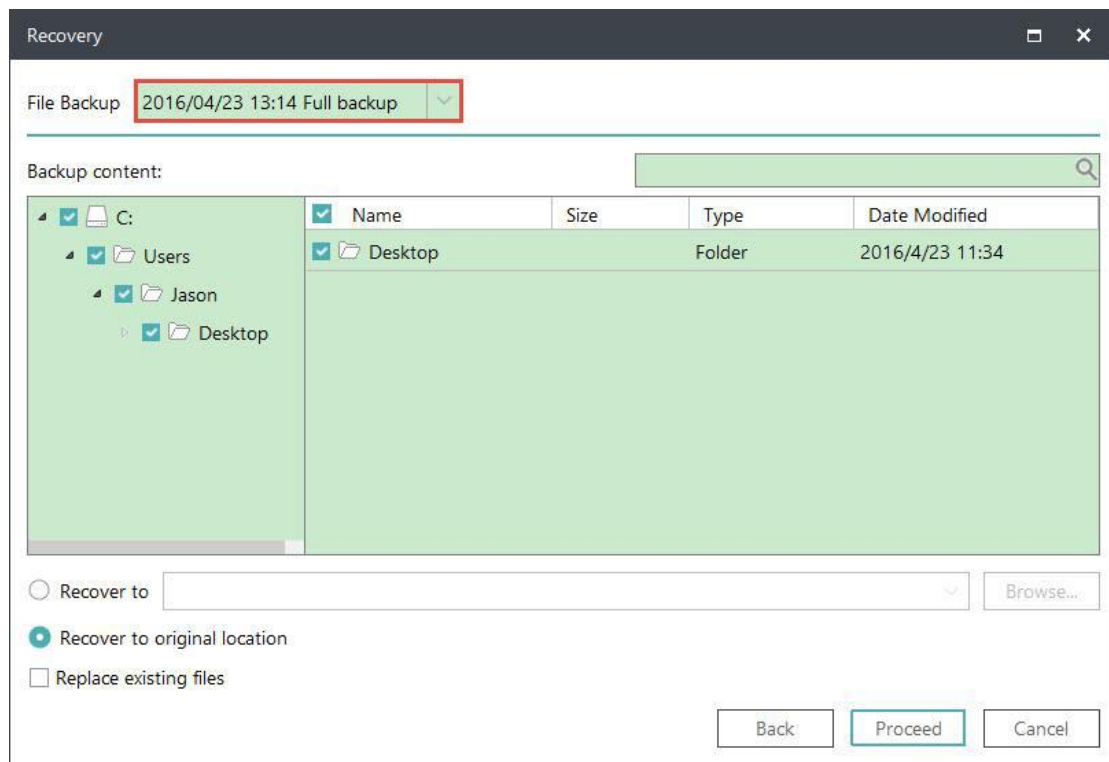 Recovery
File Backup 2016/04/23 13:14 Full backup
Backup content:
C: Name Size Type Date Modified
Users Desktop Folder 2016/4/23 11:34
Jason
Desktop
Recover to Browse...
Recover to original location
Replace existing files
Back Proceed Cancel